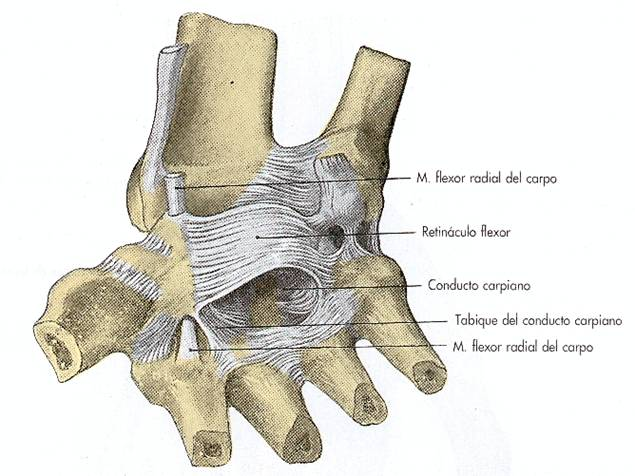 M. flexor radial del carpo
Retináculo flexor
Conducto carpiano
Tabique del conducto carpiano
M. flexor radial del carpo